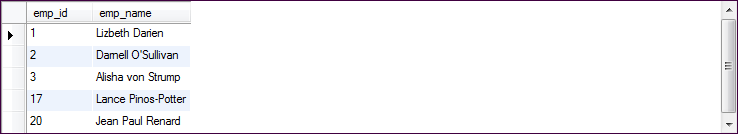 emp_id emp_name
1 Lizbeth Darien
2 Darnell O'Sullivan
3 Alisha von Strump
17 Lance Pinos-Potter
20 Jean Paul Renard